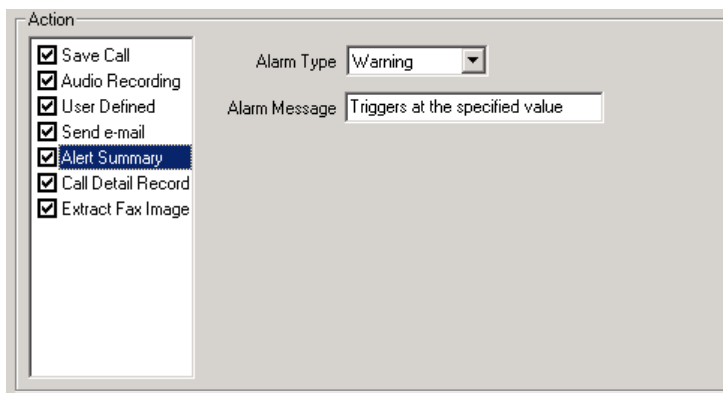 Action
Save Call
Audio Recording
User Defined
Send e-mail
Alert Summary
Call Detail Record
Extract Fax Image
Alarm Type Warning
Alarm Message Triggers at the specified value